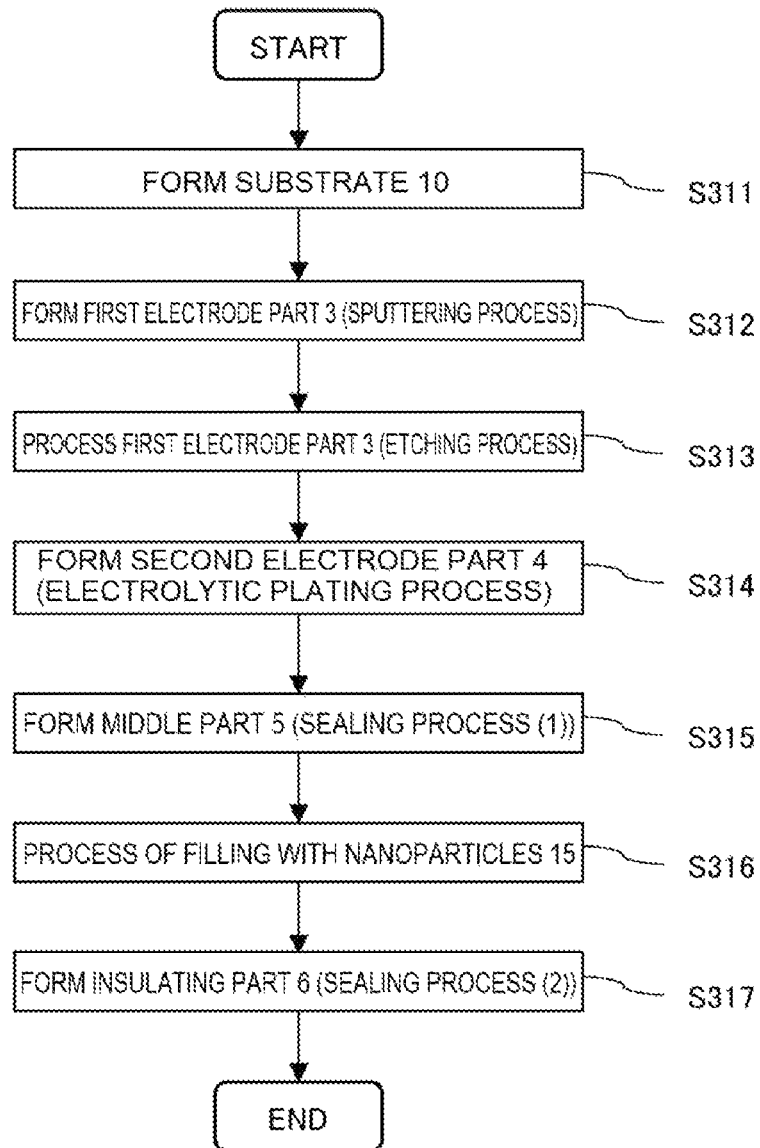 START
FORM SUBSTRATE 10
S311
FORM FIRST ELECTRODE PART 3 (SPUTTERING PROCESS)
S312
PROCESS FIRST ELECTRODE PART 3 (ETCHING PROCESS)
S313
FORM SECOND ELECTRODE PART 4
(ELECTROLYTIC PLATING PROCESS)
S314
FORM MIDDLE PART 5 (SEALING PROCESS (1))
S315
PROCESS OF FILLING WITH NANOPARTICLES 15
S316
FORM INSULATING PART 6 (SEALING PROCESS (2))
S317
END